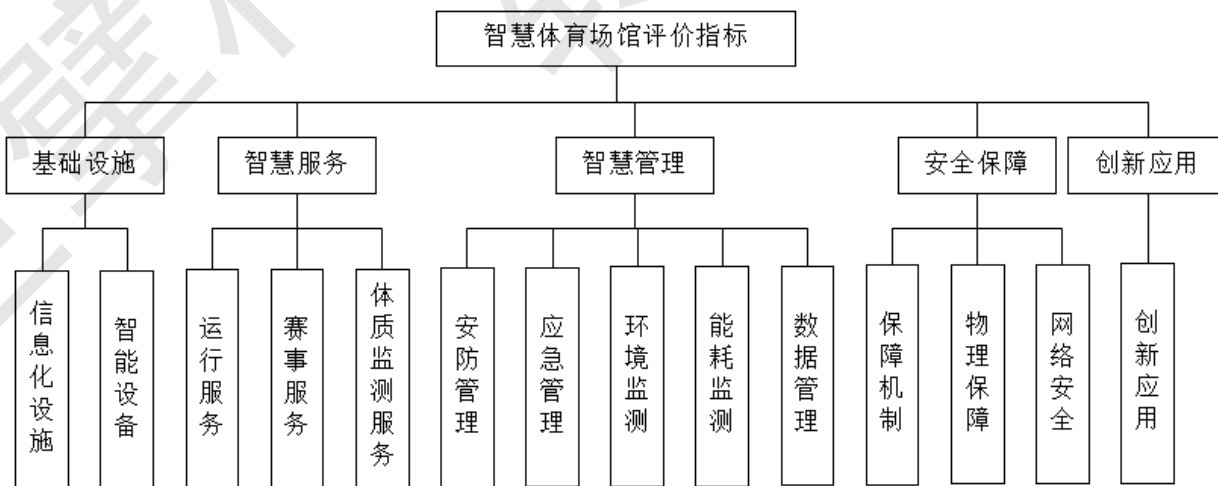 智慧体育场馆评价指标
基础设施
智慧服务
智慧管理
安全保障
创新应用
信息化设施
智能设备
运行服务
赛事服务
体质监测服务
安防管理
应急管理
环境监测
能耗监测
数据管理
保障机制
物理保障
网络安全
创新应用